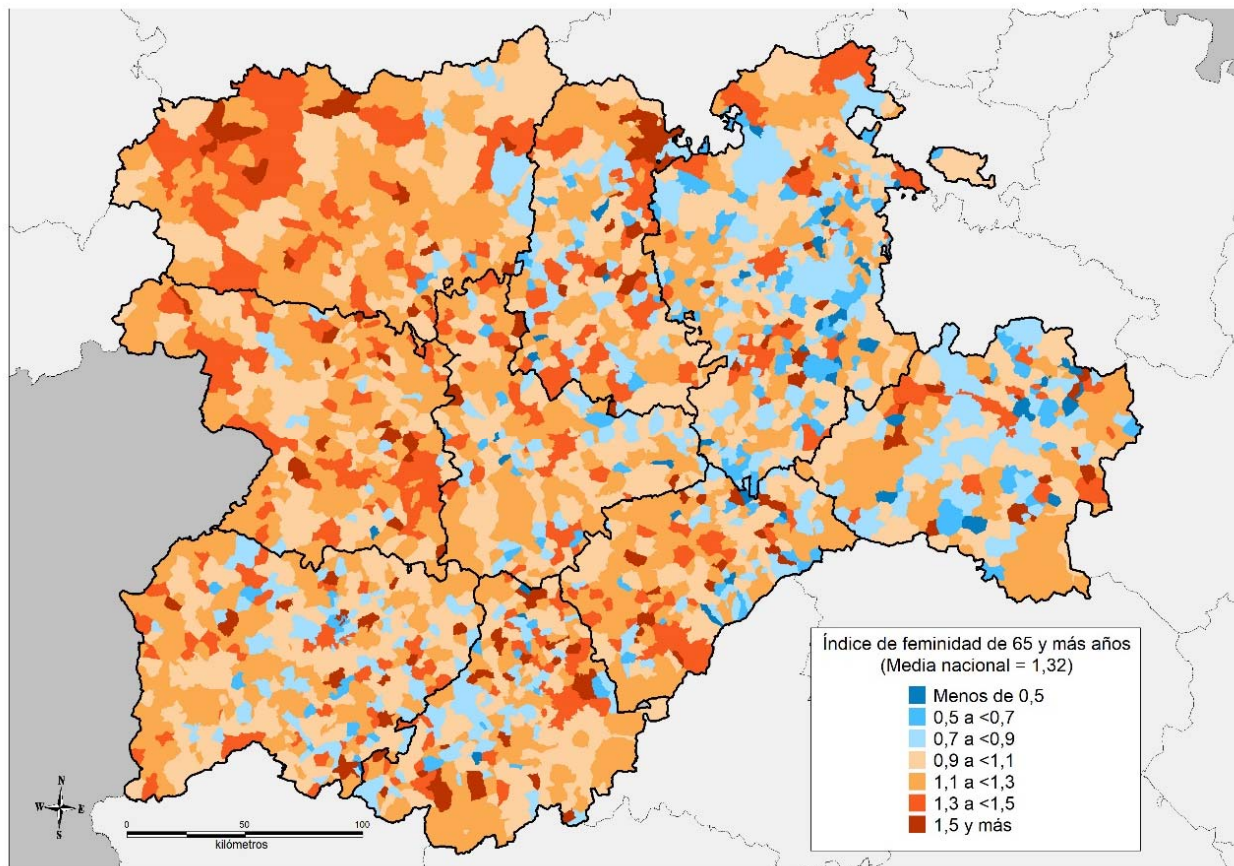 Índice de feminidad de 65 y más años
(Media nacional = 1,32)
Menos de 0,5
0,5 a <0,7
0,7 a <0,9
0,9 a <1,1
1,1 a <1,3
1,3 a <1,5
1,5 y más
N
W E
S
0 50 100
kilómetros